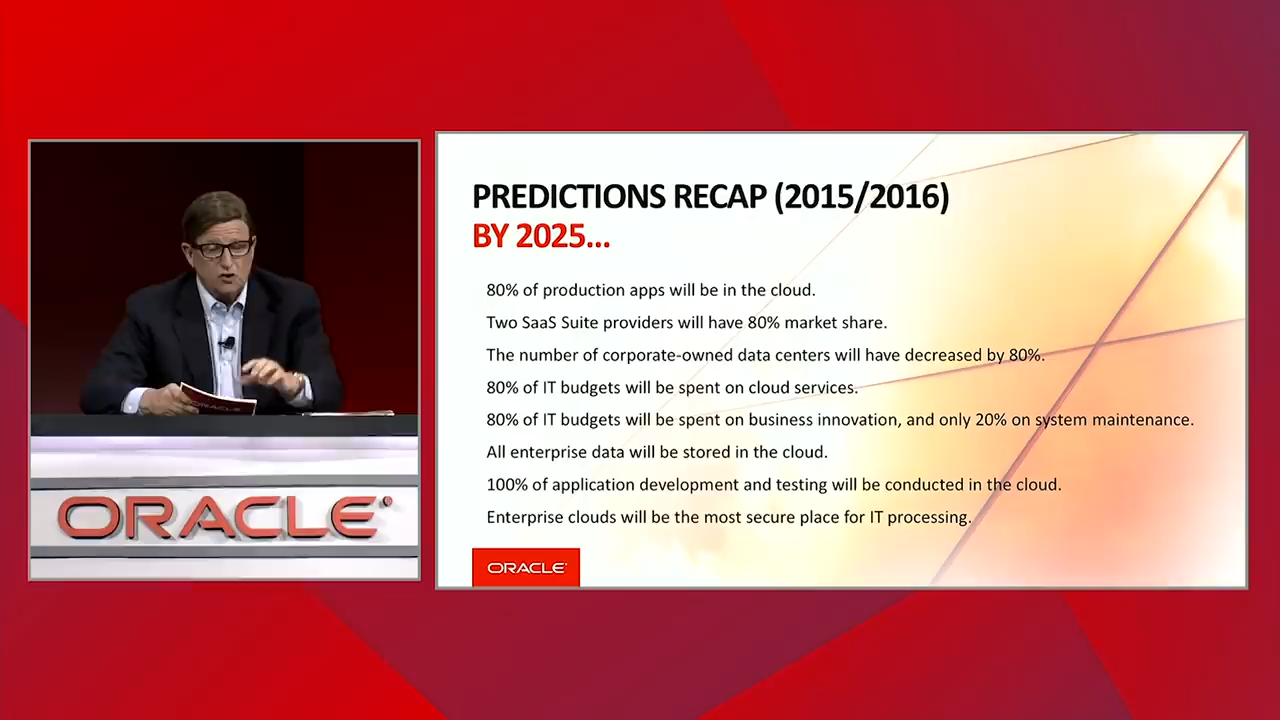 ORACLE
ORACLE
PREDICTIONS RECAP (2015/2016)
BY 2025...
80% of production apps will be in the cloud.
Two SaaS Suite providers will have 80% market share.
The number of corporate-owned data centers will have decreased by 80%.
80% of IT budgets will be spent on cloud services.
80% of IT budgets will be spent on business innovation, and only 20% on system maintenance.
All enterprise data will be stored in the cloud.
100% of application development and testing will be conducted in the cloud.
Enterprise clouds will be the most secure place for IT processing.
ORACLE